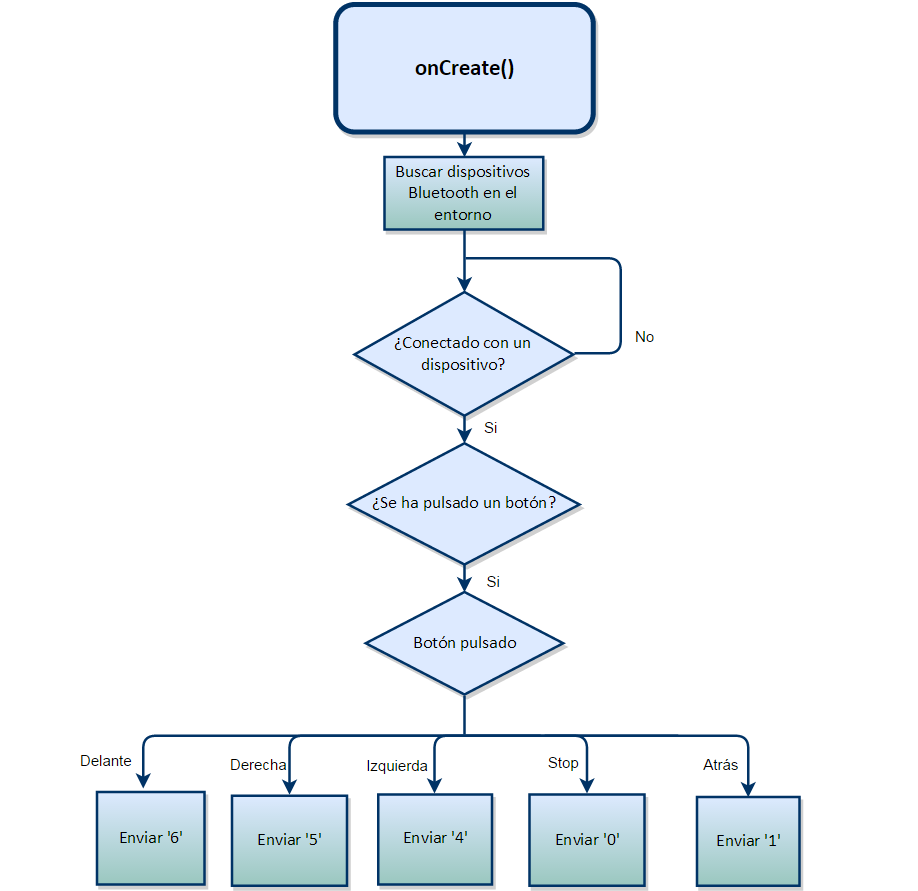 onCreate()
Buscar dispositivos
Bluetooth en el
entorno
¿Conectado con un
dispositivo?
No
Si
¿Se ha pulsado un botón?
Si
Botón pulsado
Delante
Derecha
Izquierda
Stop
Atrás
Enviar '6'
Enviar '5'
Enviar '4'
Enviar '0'
Enviar '1'